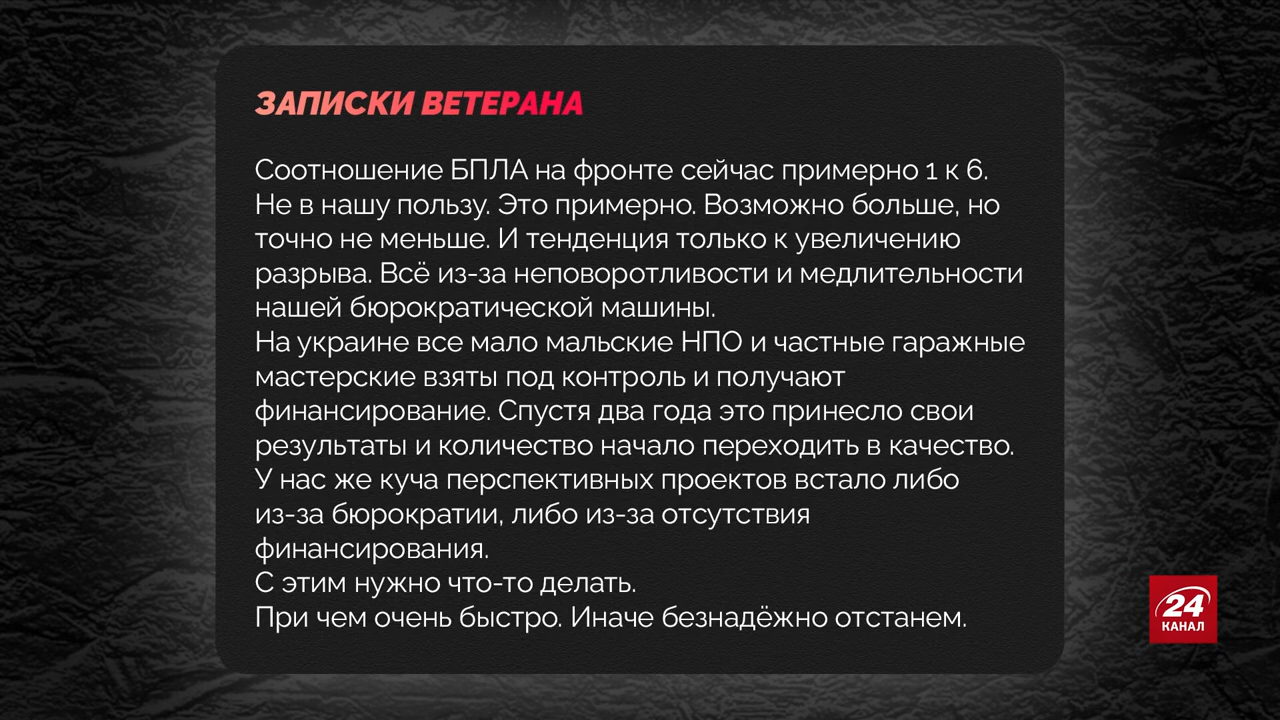 ЗАПИСКИ ВЕТЕРАНА
Соотношение БПЛА на фронте сейчас примерно 1 к 6.
Не в нашу пользу. Это примерно. Возможно больше, но
точно не меньше. И тенденция только к увеличению
разрыва. Всё из-за неповоротливости и медлительности
нашей бюрократической машины.
На украине все мало мальские НПО и частные гаражные
мастерские взяты под контроль и получают
финансирование. Спустя два года это принесло свои
результаты и количество начало переходить в качество.
У нас же куча перспективных проектов встало либо
из-за бюрократии, либо из-за отсутствия
финансирования.
С этим нужно что-то делать.
При чем очень быстро. Иначе безнадёжно отстанем.
24
КАНАЛ